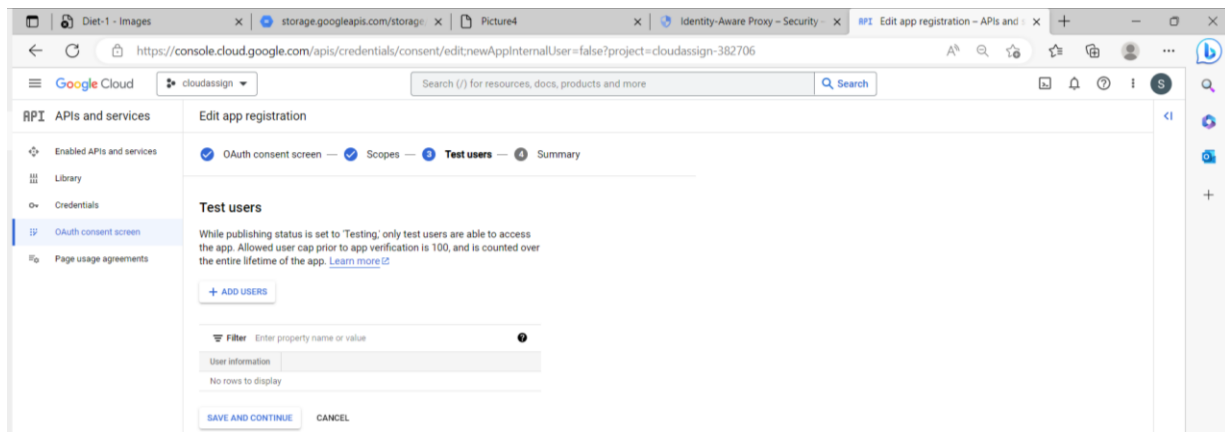 Diet-1 - Images
storage.googleapis.com/storage
Picture4
Identity-Aware Proxy – Security –
API Edit app registration – APIs and s
https://console.cloud.google.com/apis/credentials/consent/edit;newAppInternalUser=false?project=cloudassign-382706
Google Cloud
cloudassign
Search (/) for resources, docs, products and more
Search
S
API APIs and services
Edit app registration
Enabled APIs and services
OAuth consent screen — Scopes — 3 Test users — 4 Summary
Library
Credentials
Test users
OAuth consent screen
While publishing status is set to 'Testing,' only test users are able to access
the app. Allowed user cap prior to app verification is 100, and is counted over
Page usage agreements
the entire lifetime of the app. Learn more
+ ADD USERS
Filter Enter property name or value
User information
No rows to display
SAVE AND CONTINUE CANCEL